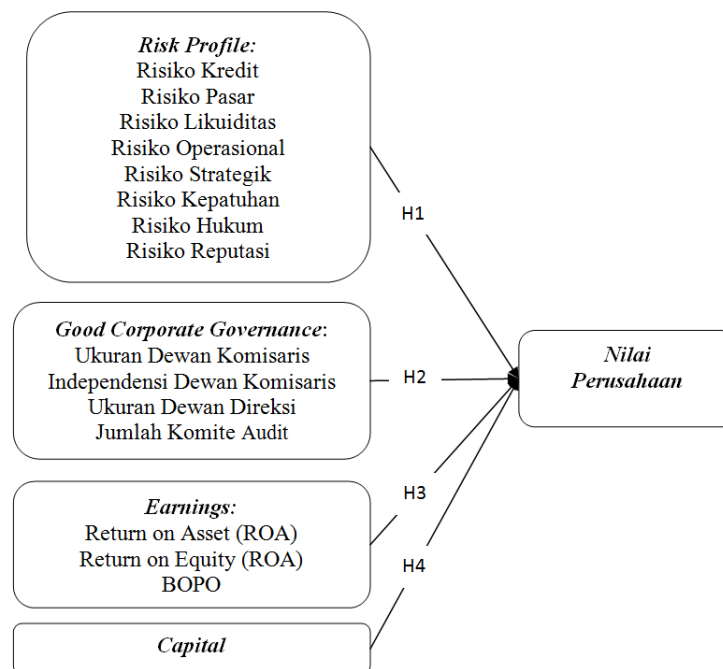 Risk Profile:
Risiko Kredit
Risiko Pasar
Risiko Likuiditas
Risiko Operasional
Risiko Strategik
Risiko Kepatuhan
Risiko Hukum
Risiko Reputasi
H1
Good Corporate Governance:
Ukuran Dewan Komisaris
Independensi Dewan Komisaris
Ukuran Dewan Direksi
Jumlah Komite Audit
H2
Nilai
Perusahaan
Earnings:
Return on Asset (ROA)
Return on Equity (ROA)
BOPO
H3
H4
Capital